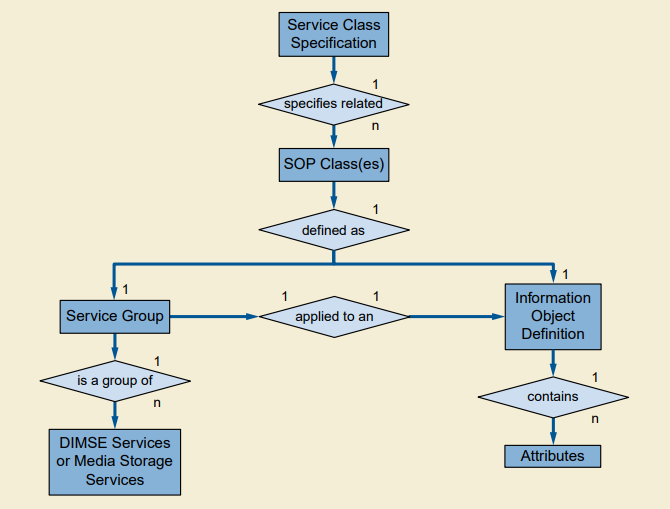 Service Class
Specification
1
specifies related
n
SOP Class(es)
1
defined as
1
1
Service Group
1
1
applied to an
Information
Object
Definition
1
is a group of
n
1
contains
n
DIMSE Services
or Media Storage
Services
Attributes